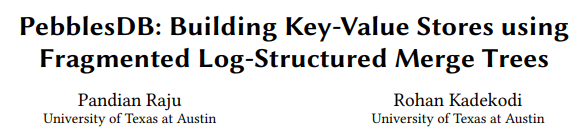 PebblesDB: Building Key-Value Stores using
Fragmented Log-Structured Merge Trees
Pandian Raju
University of Texas at Austin
Rohan Kadekodi
University of Texas at Austin